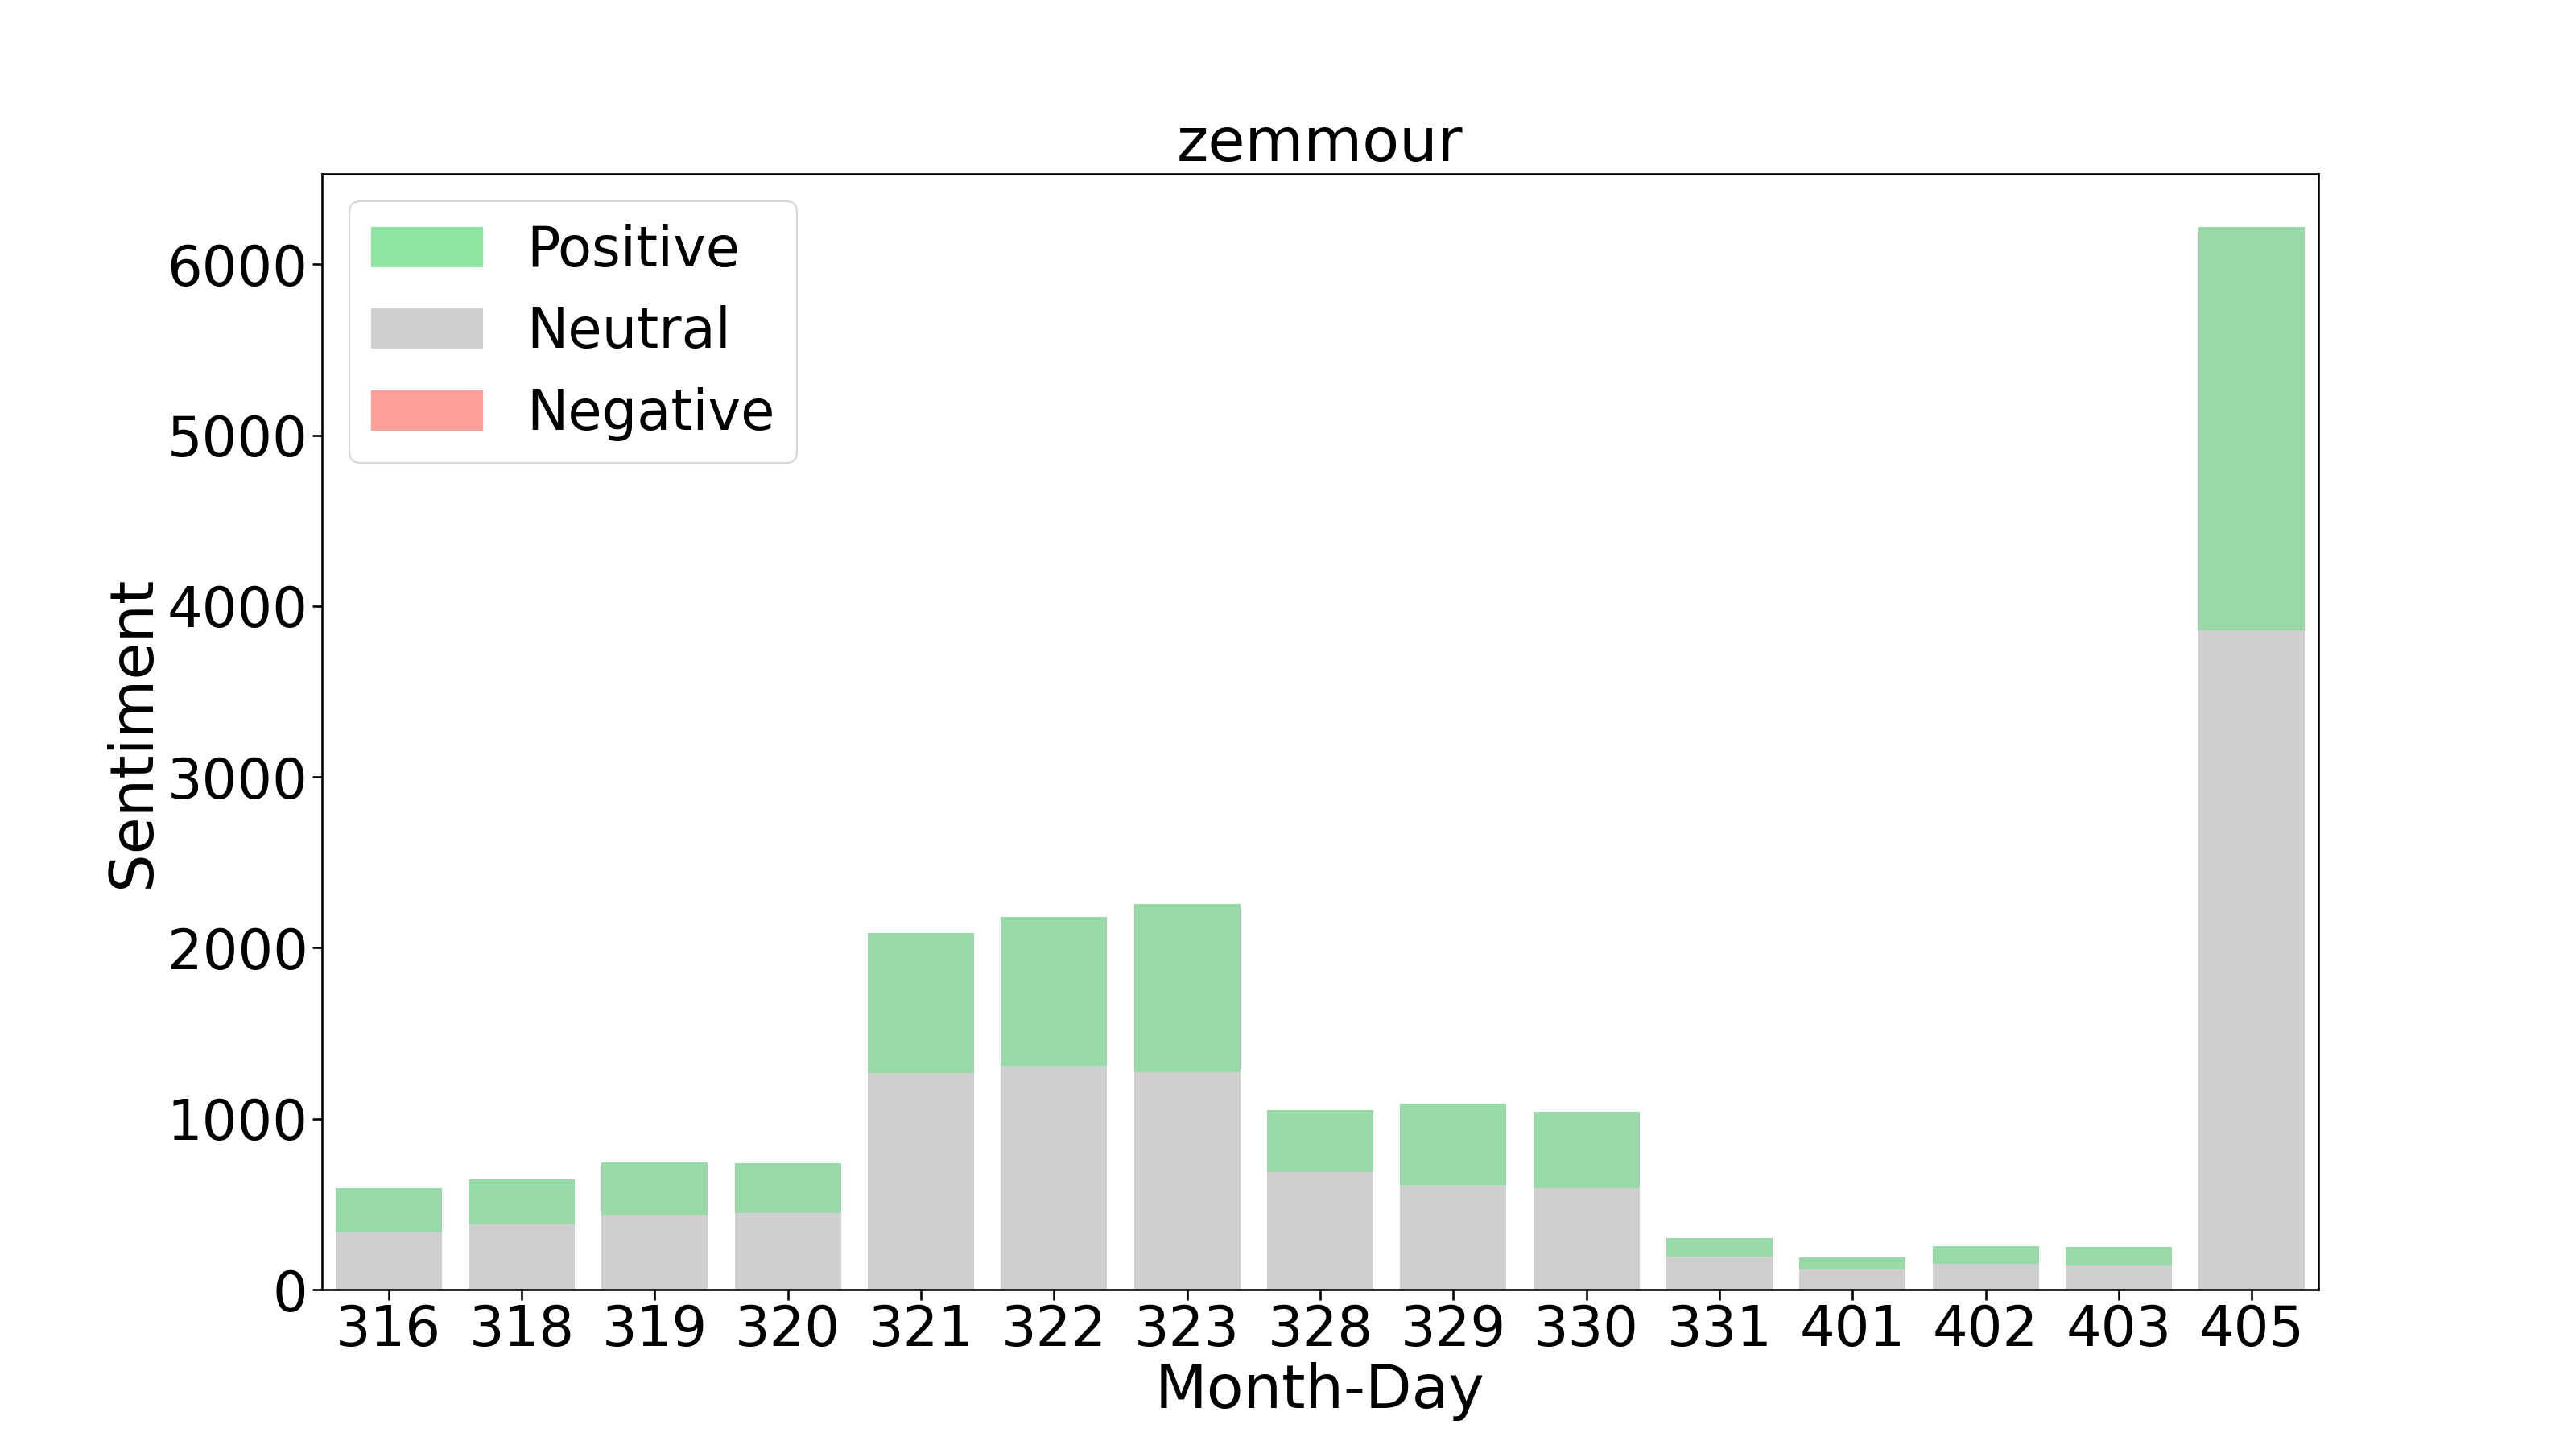 zemmour
Positive
Neutral
Negative
6000
5000
4000
3000
2000
1000
0
Sentiment
316 318 319 320 321 322 323 328 329 330 331 401 402 403 405
Month-Day